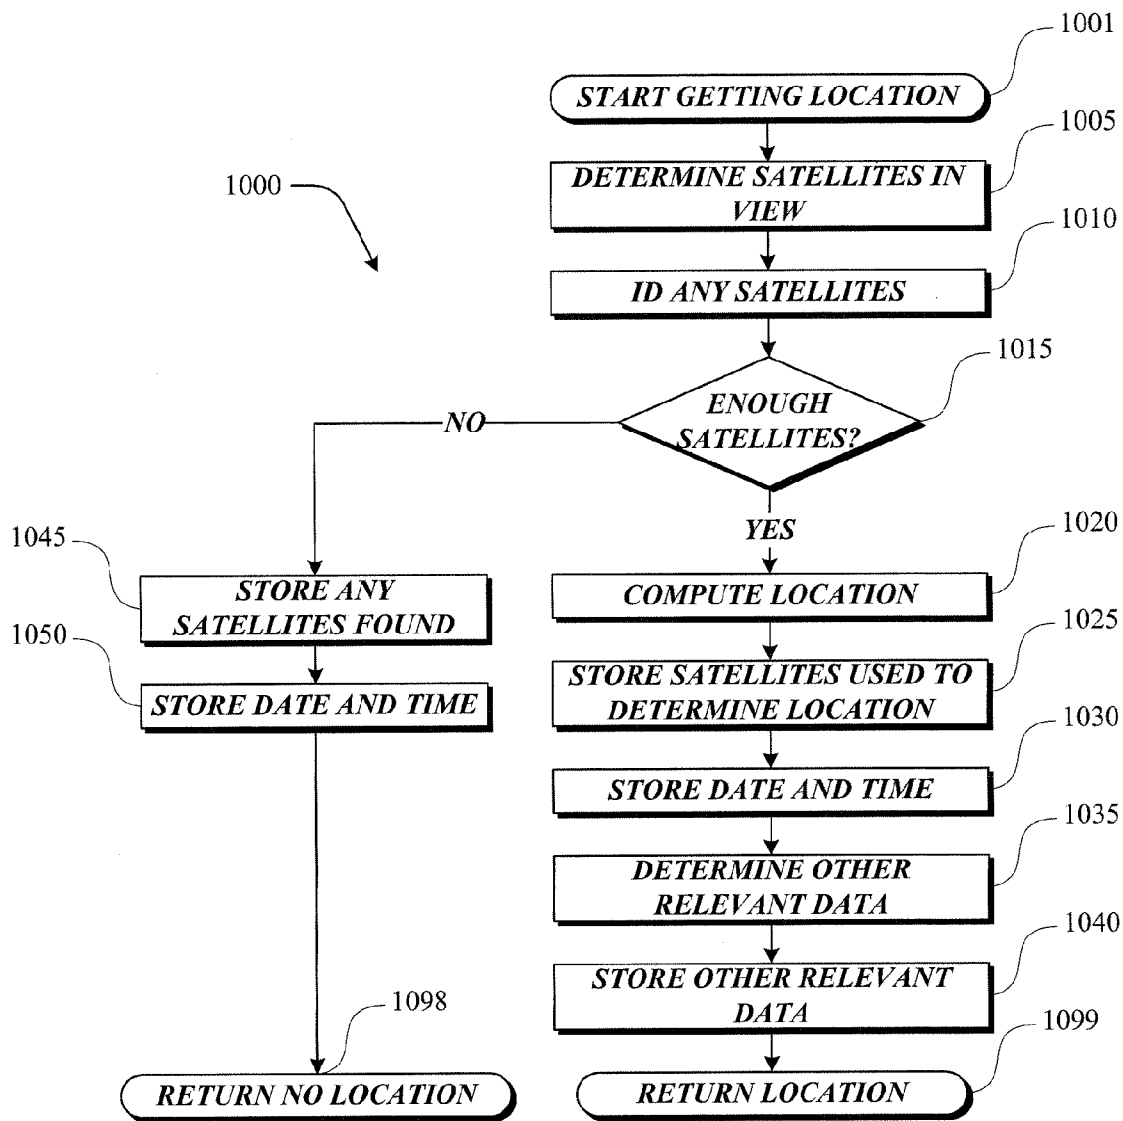 1001
START GETTING LOCATION
1005
DETERMINE SATELLITES IN
VIEW
1000
1010
ID ANY SATELLITES
1015
ENOUGH
SATELLITES?
NO
YES
1045
STORE ANY
SATELLITES FOUND
1050
STORE DATE AND TIME
1098
RETURN NO LOCATION
1020
COMPUTE LOCATION
1025
STORE SATELLITES USED TO
DETERMINE LOCATION
1030
STORE DATE AND TIME
1035
DETERMINE OTHER
RELEVANT DATA
1040
STORE OTHER RELEVANT
DATA
1099
RETURN LOCATION